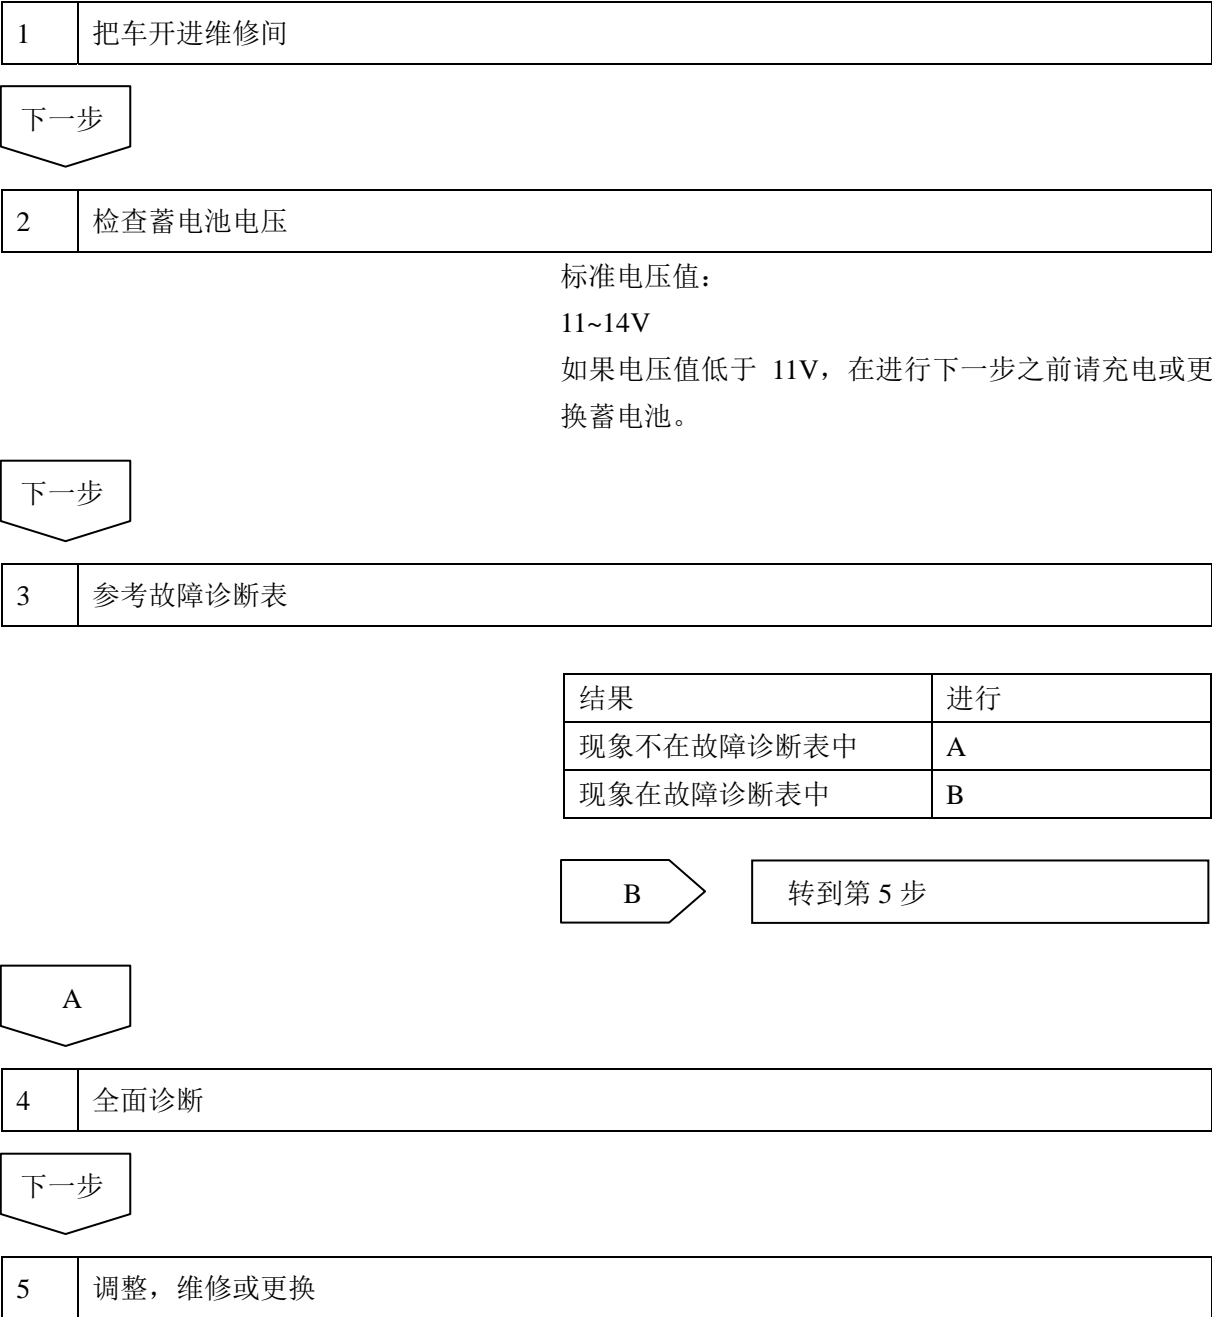 1 把车开进维修间
下一步
2 检查蓄电池电压
标准电压值：
11~14V
如果电压值低于 11V，在进行下一步之前请充电或更
换蓄电池。
下一步
3 参考故障诊断表
结果 进行
现象不在故障诊断表中 A
现象在故障诊断表中 B
B 转到第 5 步
A
4 全面诊断
下一步
5 调整，维修或更换